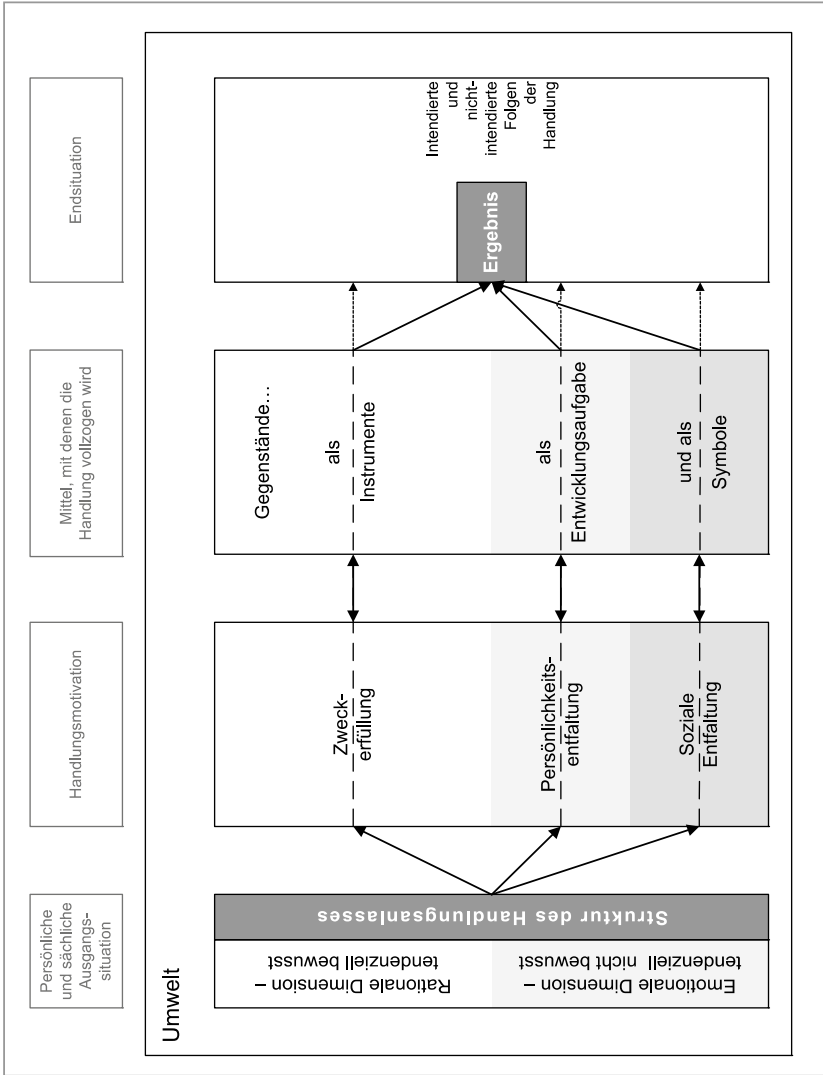 Persönliche
und sächliche
Ausgangs-
situation
Handlungsmotivation
Mittel, mit denen die
Handlung vollzogen wird
Endsituation
Umwelt
Rationale Dimension –
tendenziell bewusst
Emotionale Dimension –
tendenziell nicht bewusst
Struktur des Handlungsanlasses
Zweck-
erfüllung
Persönlichkeits-
entfaltung
Soziale
Entfaltung
Gegenstände…
als
Instrumente
als
Entwicklungsaufgabe
und als
Symbole
Ergebnis
Intendierte
und
nicht-
intendierte
Folgen
der
Handlung